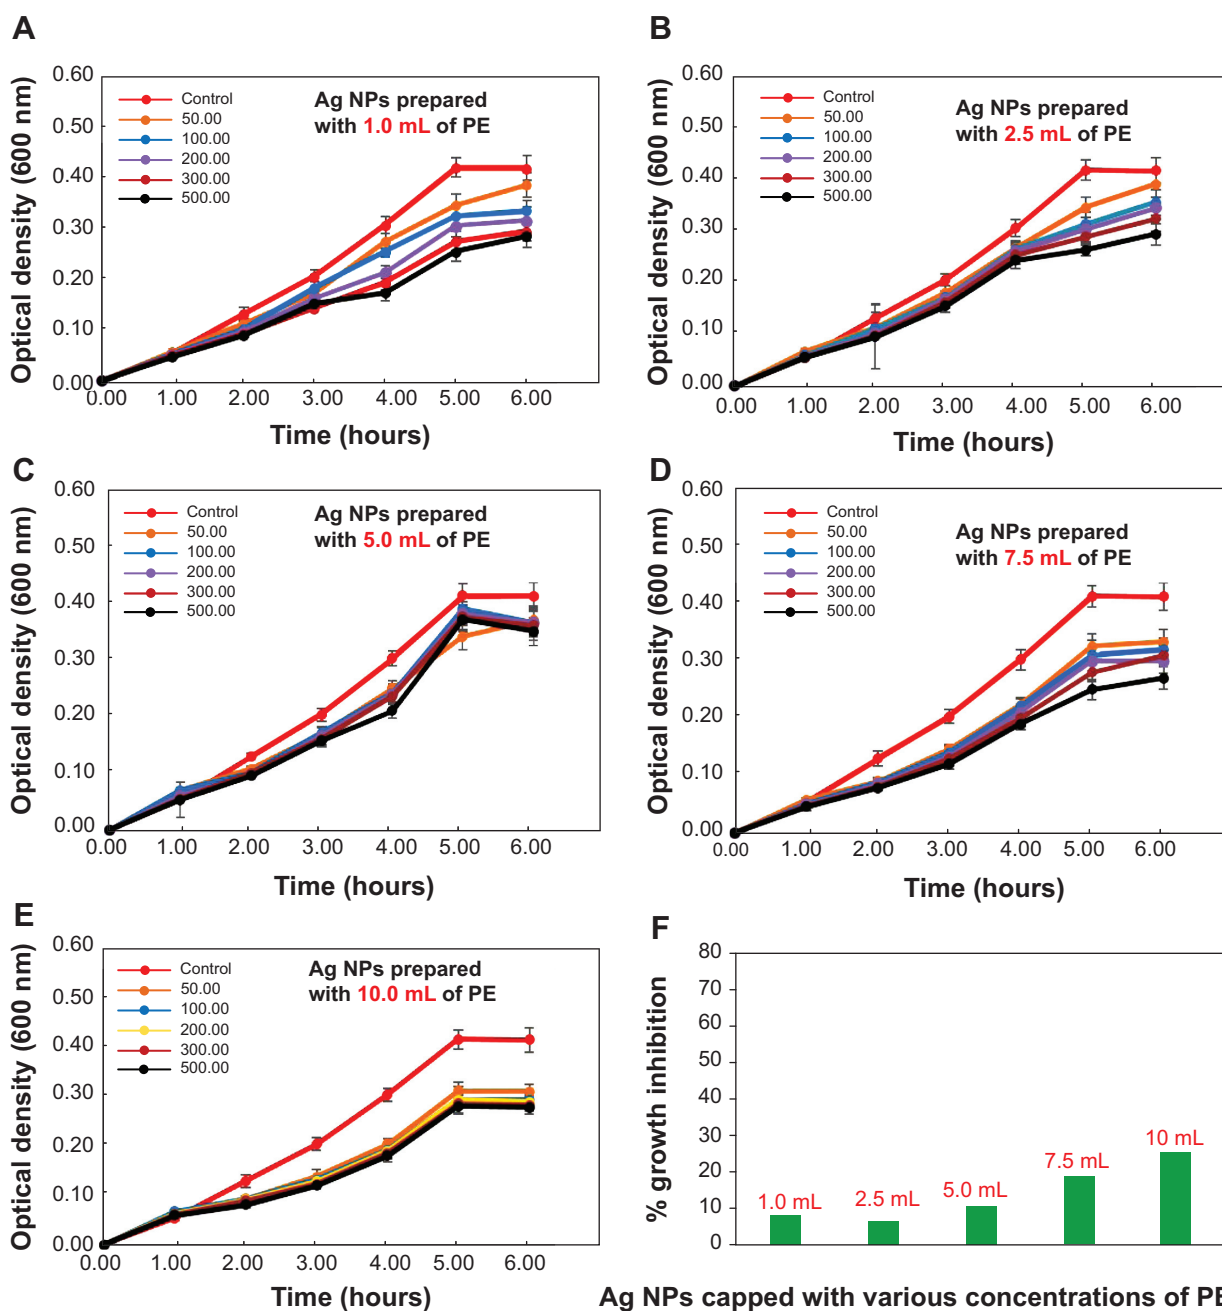 A
Optical density (600 nm)
0.60
0.50
0.40
0.30
0.20
0.10
0.00
Control
50.00
100.00
200.00
300.00
500.00
Ag NPs prepared
with 1.0 mL of PE
0.00 1.00 2.00 3.00 4.00 5.00 6.00
Time (hours)
B
Optical density (600 nm)
0.60
0.50
0.40
0.30
0.20
0.10
0.00
Control
50.00
100.00
200.00
300.00
500.00
Ag NPs prepared
with 2.5 mL of PE
0.00 1.00 2.00 3.00 4.00 5.00 6.00
Time (hours)
C
Optical density (600 nm)
0.60
0.50
0.40
0.30
0.20
0.10
0.00
Control
50.00
100.00
200.00
300.00
500.00
Ag NPs prepared
with 5.0 mL of PE
0.00 1.00 2.00 3.00 4.00 5.00 6.00
Time (hours)
D
Optical density (600 nm)
0.60
0.50
0.40
0.30
0.20
0.10
0.00
Control
50.00
100.00
200.00
300.00
500.00
Ag NPs prepared
with 7.5 mL of PE
0.00 1.00 2.00 3.00 4.00 5.00 6.00
Time (hours)
E
Optical density (600 nm)
0.60
0.50
0.40
0.30
0.20
0.10
0.00
Control
50.00
100.00
200.00
300.00
500.00
Ag NPs prepared
with 10.0 mL of PE
0.00 1.00 2.00 3.00 4.00 5.00 6.00
Time (hours)
F
% growth inhibition
80
70
60
50
40
30
20
10
0
1.0 mL
2.5 mL
5.0 mL
7.5 mL
10 mL
Ag NPs capped with various concentrations of PE